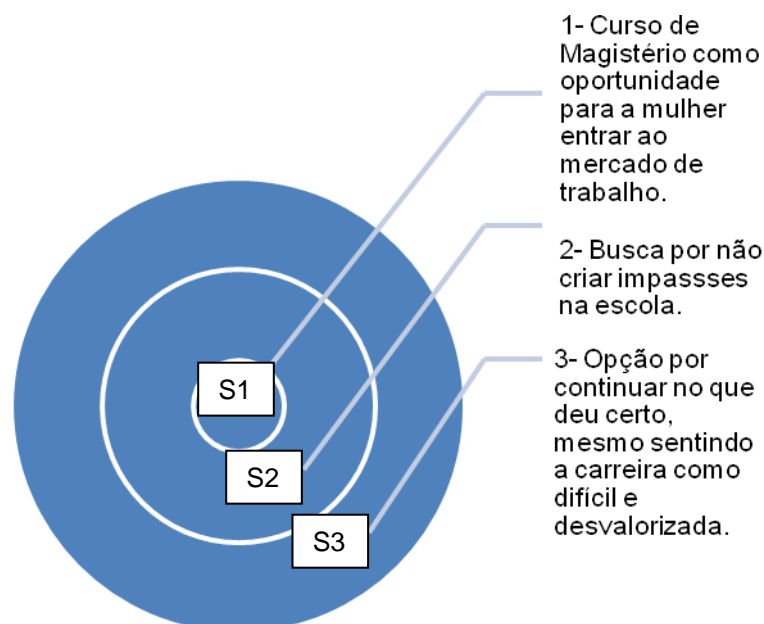 1- Curso de
Magistério como
oportunidade
para a mulher
entrar ao
mercado de
trabalho.
2- Busca por não
criar impassses
na escola.
3- Opção por
continuar no que
deu certo,
mesmo sentindo
a carreira como
difícil e
desvalorizada.
S1
S2
S3